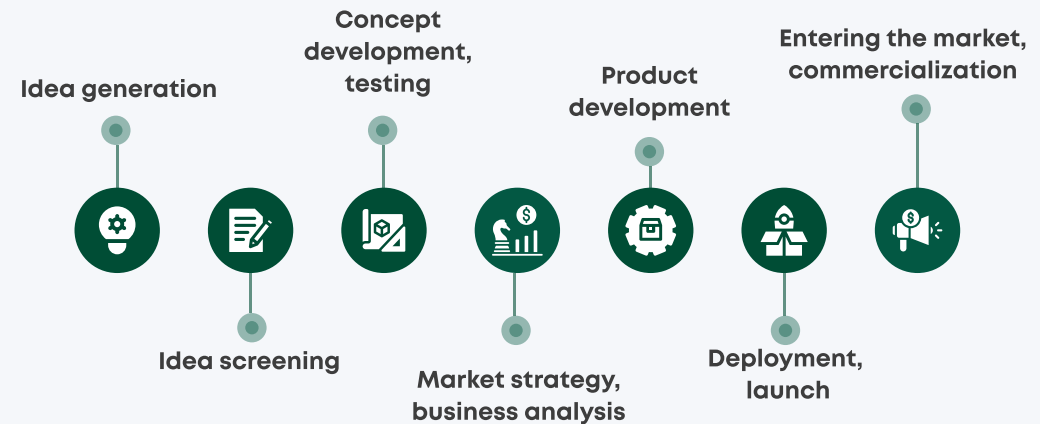 Idea generation
Idea screening
Concept
development,
testing
Market strategy,
business analysis
Product
development
Deployment,
launch
Entering the market,
commercialization
$
$